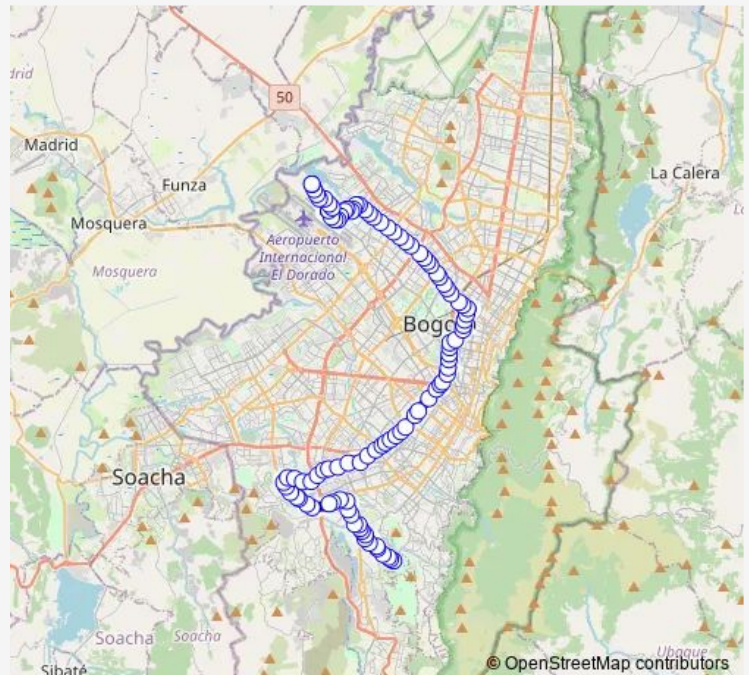 drid
50
Madrid
La Calera
Funza
Mosquera
Aeropuerto
Internacional
El Dorado
Mosquera
Bogo
Soacha
Soacha
Soacha
Ubaque
Sibaté
© OpenStreetMap contributors